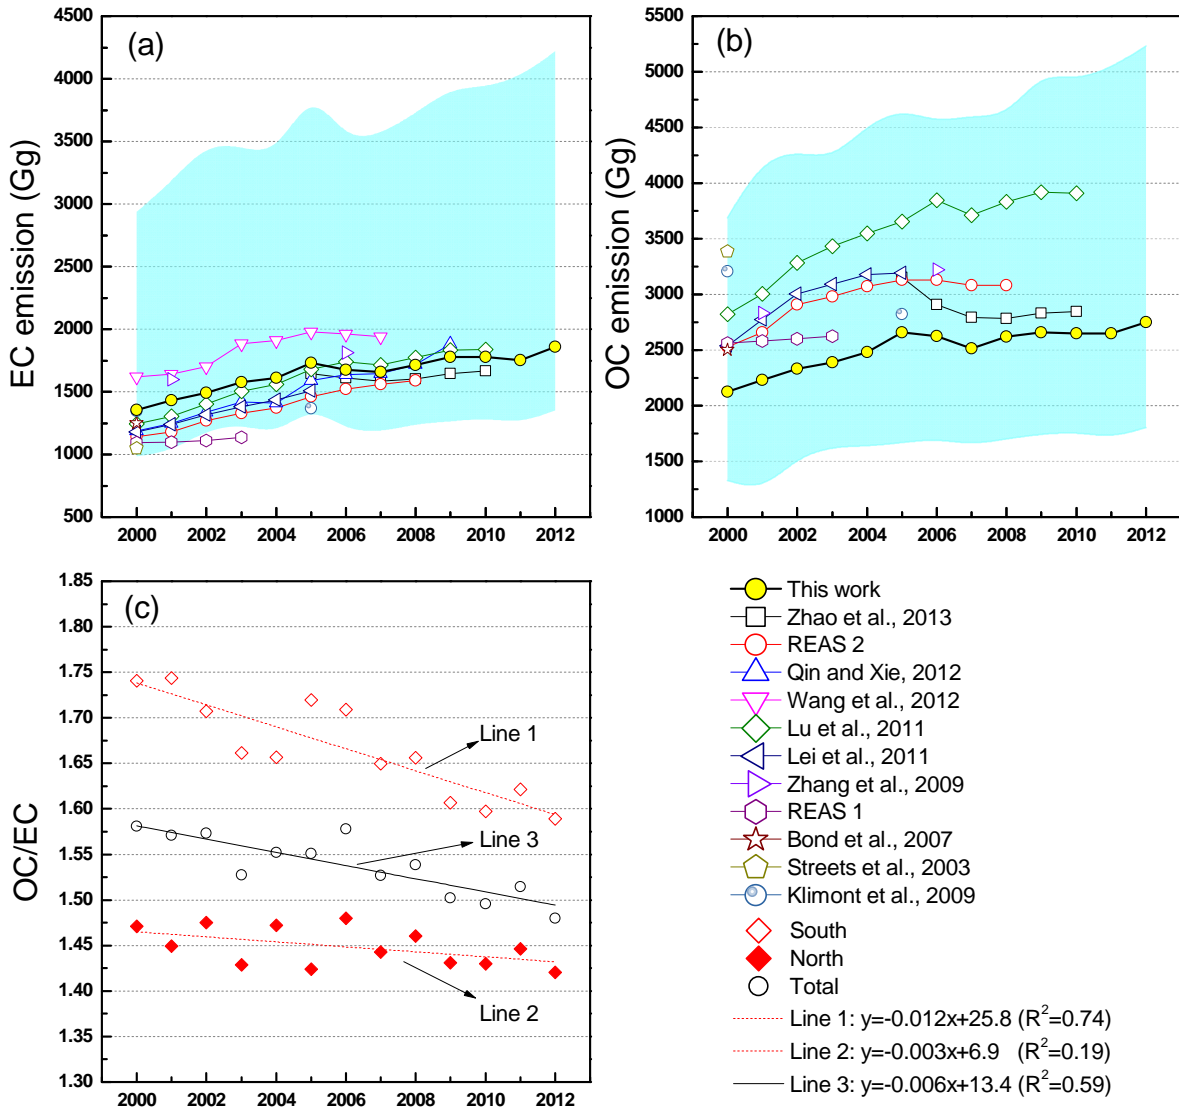 (a)
EC emission (Gg)
4500
4000
3500
3000
2500
2000
1500
1000
500
2000 2002 2004 2006 2008 2010 2012
(b)
OC emission (Gg)
5500
5000
4500
4000
3500
3000
2500
2000
1500
1000
2000 2002 2004 2006 2008 2010 2012
(c)
OC/EC
1.85
1.80
1.75
1.70
1.65
1.60
1.55
1.50
1.45
1.40
1.35
1.30
Line 1
Line 3
Line 2
2000 2002 2004 2006 2008 2010 2012
This work
Zhao et al., 2013
REAS 2
Qin and Xie, 2012
Wang et al., 2012
Lu et al., 2011
Lei et al., 2011
Zhang et al., 2009
REAS 1
Bond et al., 2007
Streets et al., 2003
Klimont et al., 2009
South
North
Total
Line 1: y=-0.012x+25.8 (R²=0.74)
Line 2: y=-0.003x+6.9 (R²=0.19)
Line 3: y=-0.006x+13.4 (R²=0.59)